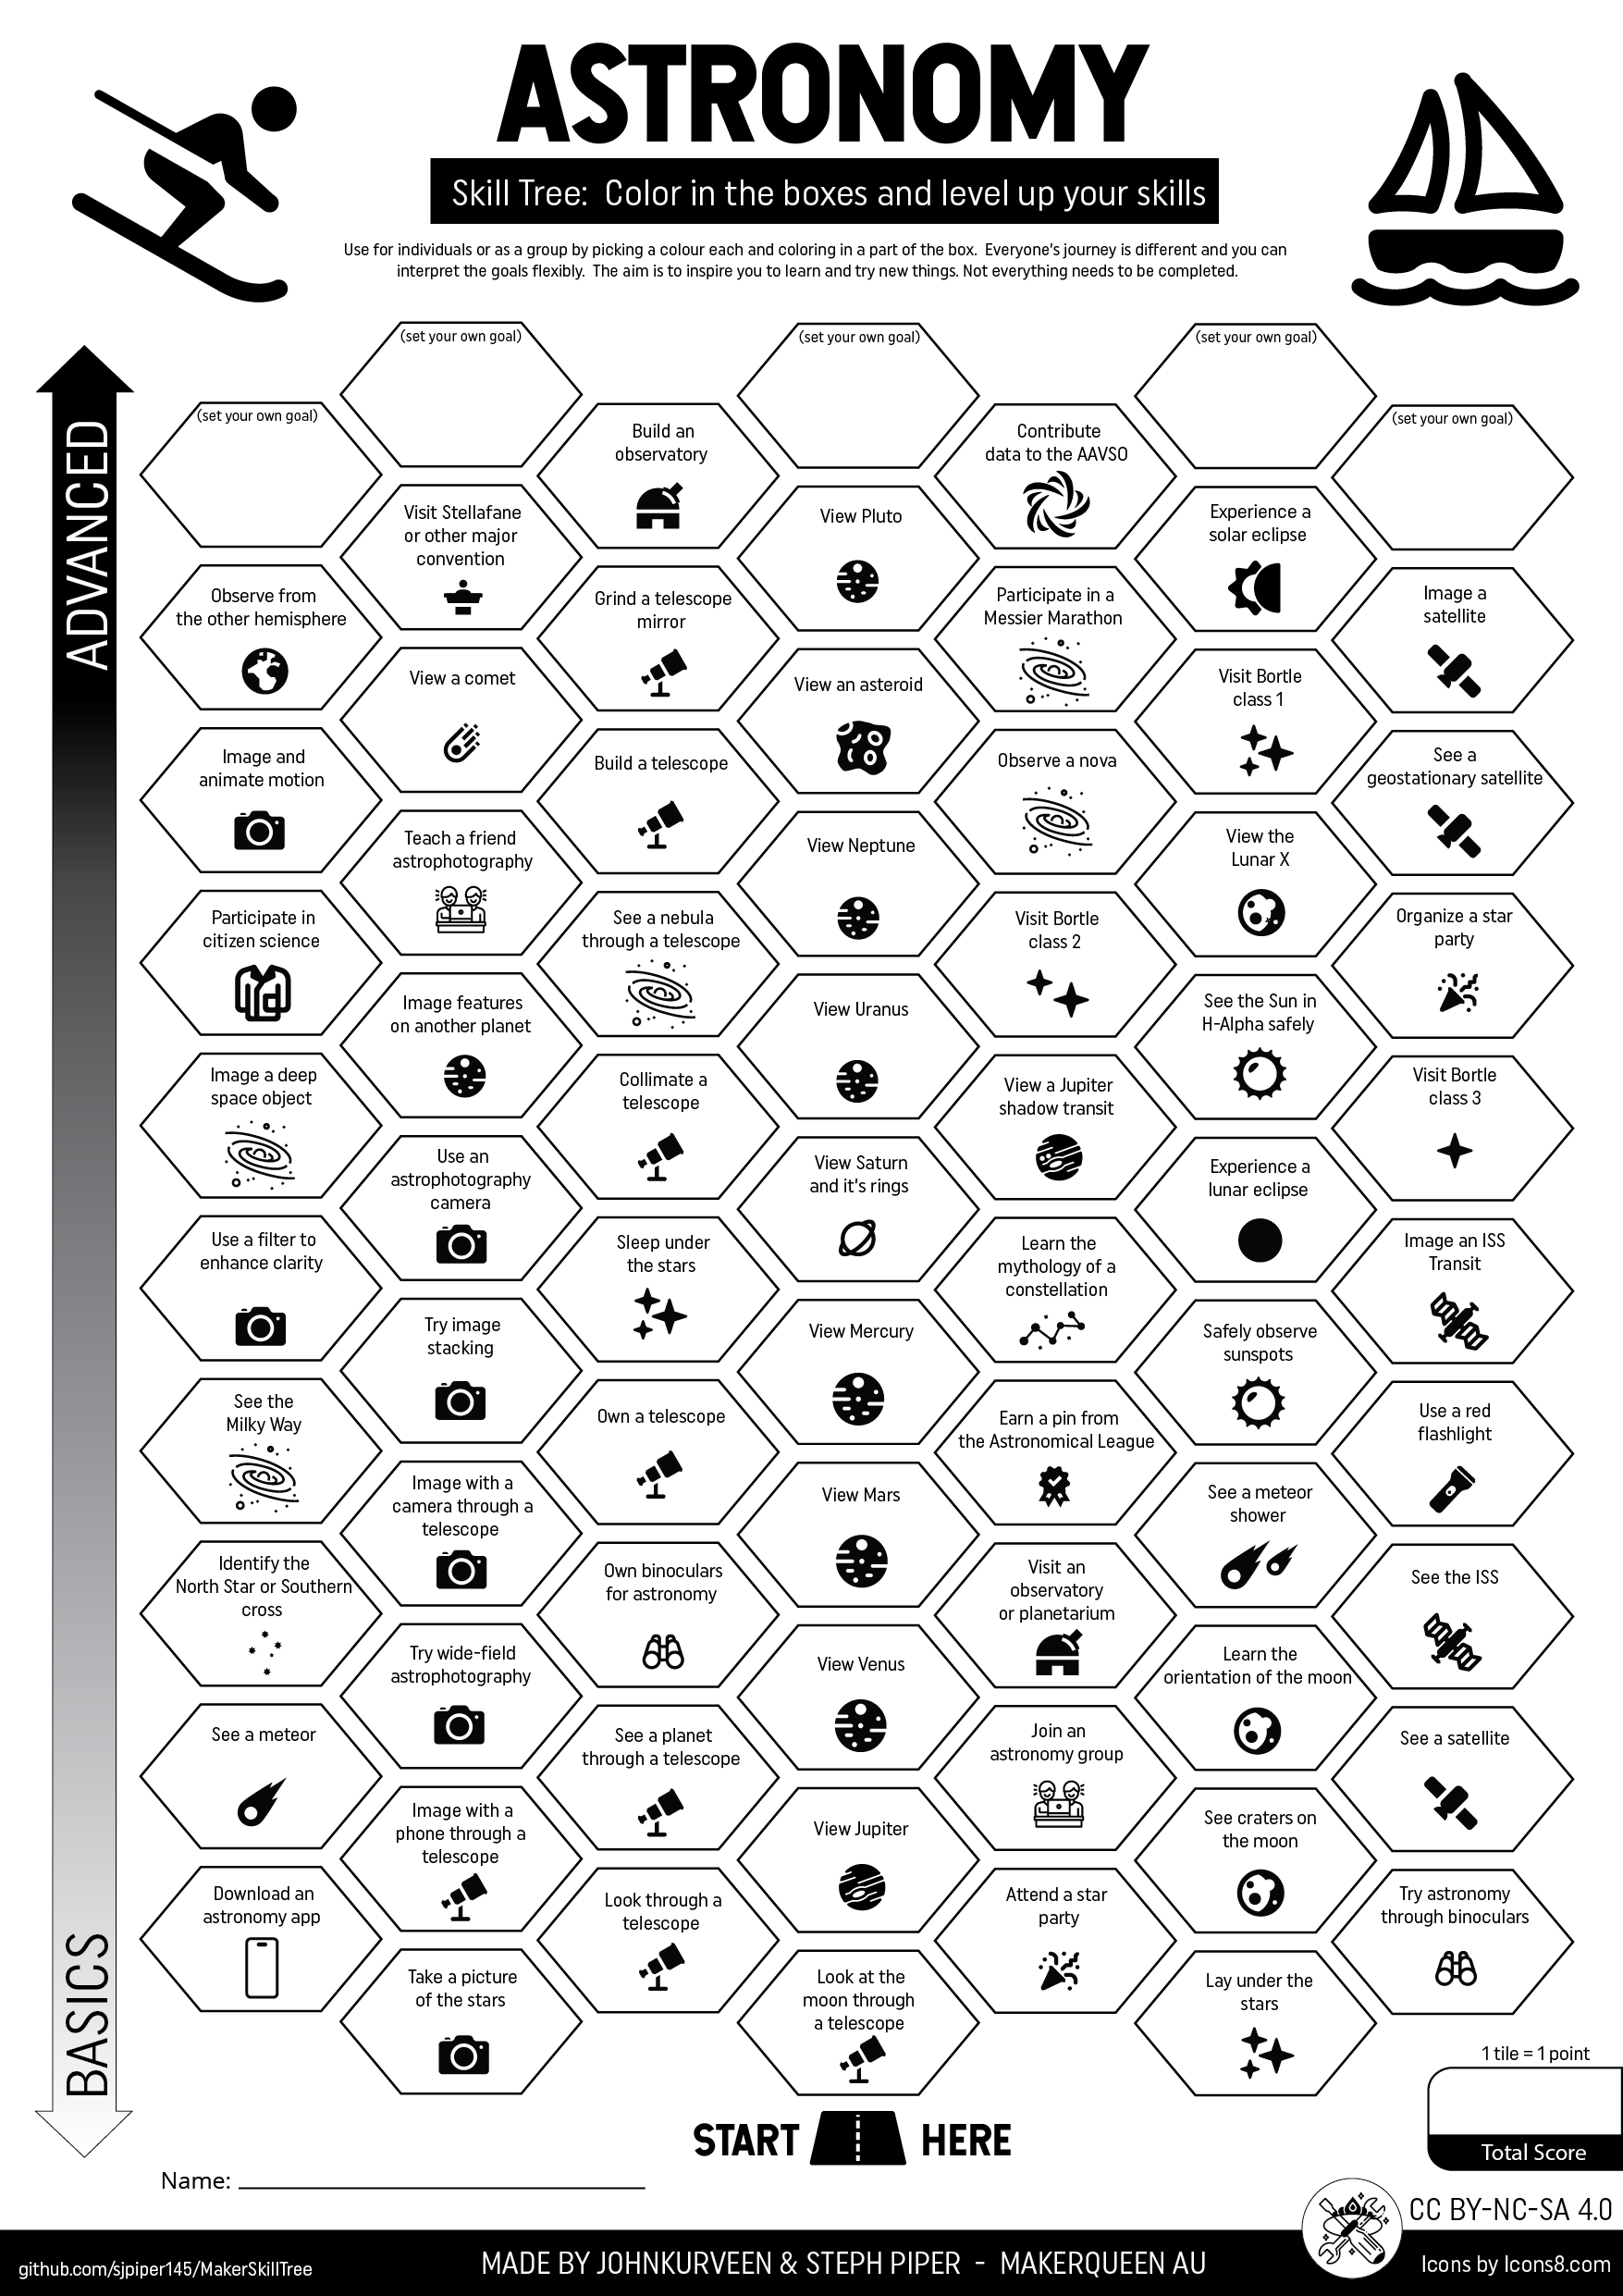 ASTRONOMY
Skill Tree: Color in the boxes and level up your skills
Use for individuals or as a group by picking a colour each and coloring in a part of the box. Everyone's journey is different and you can
interpret the goals flexibly. The aim is to inspire you to learn and try new things. Not everything needs to be completed.
ADVANCED
BASICS
(set your own goal)
Observe from
the other hemisphere
Image and
animate motion
Participate in
citizen science
Image a deep
space object
Use a filter to
enhance clarity
See the
Milky Way
Identify the
North Star or Southern
cross
See a meteor
Download an
astronomy app
(set your own goal)
Visit Stellafane
or other major
convention
View a comet
Teach a friend
astrophotography
Image features
on another planet
Use an
astrophotography
camera
Try image
stacking
Image with a
camera through a
telescope
Try wide-field
astrophotography
Image with a
phone through a
telescope
Take a picture
of the stars
Build an
observatory
Grind a telescope
mirror
Build a telescope
See a nebula
through a telescope
Collimate a
telescope
Sleep under
the stars
Own a telescope
Own binoculars
for astronomy
See a planet
through a telescope
Look through a
telescope
(set your own goal)
View Pluto
View an asteroid
View Neptune
View Uranus
View Saturn
and it's rings
View Mercury
View Mars
View Venus
View Jupiter
Look at the
moon through
a telescope
Contribute
data to the AAVSO
Participate in a
Messier Marathon
Observe a nova
Visit Bortle
class 2
View a Jupiter
shadow transit
Learn the
mythology of a
constellation
Earn a pin from
the Astronomical League
Visit an
observatory
or planetarium
Join an
astronomy group
Attend a star
party
(set your own goal)
Experience a
solar eclipse
Visit Bortle
class 1
View the
Lunar X
See the Sun in
H-Alpha safely
Experience a
lunar eclipse
Safely observe
sunspots
See a meteor
shower
Learn the
orientation of the moon
See craters on
the moon
Lay under the
stars
(set your own goal)
Image a
satellite
See a
geostationary satellite
Organize a star
party
Visit Bortle
class 3
Image an ISS
Transit
Use a red
flashlight
See the ISS
See a satellite
Try astronomy
through binoculars
START HERE
1 tile = 1 point
Total Score
Name:
CC BY-NC-SA 4.0
github.com/sjpiper145/MakerSkillTree
MADE BY JOHNKURVEEN & STEPH PIPER - MAKERQUEEN AU
Icons by Icons8.com